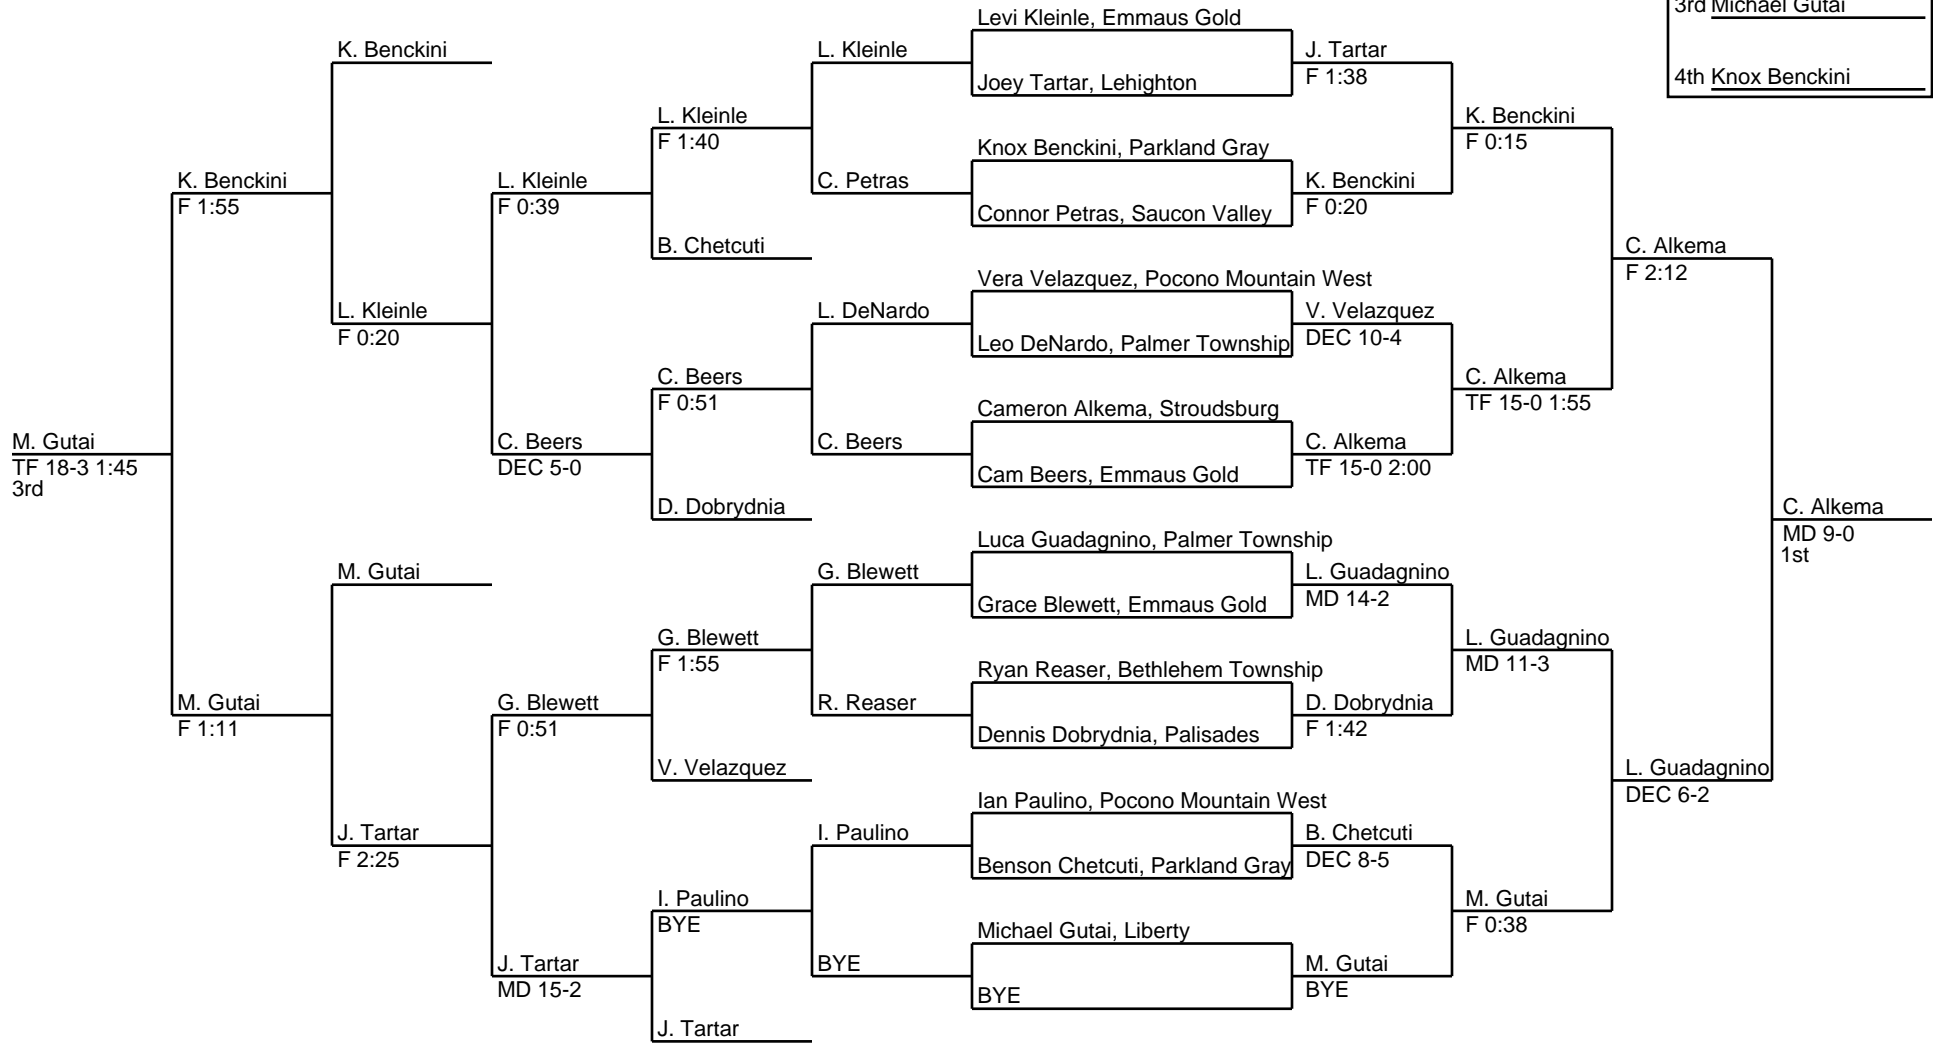 3rd Michael Gutai
4th Knox Benckini
M. Gutai
TF 18-3 1:45
3rd
K. Benckini
F 1:55
M. Gutai
F 1:11
K. Benckini
L. Kleinle
F 0:20
M. Gutai
J. Tartar
F 2:25
L. Kleinle
F 0:39
C. Beers
DEC 5-0
G. Blewett
F 0:51
J. Tartar
MD 15-2
L. Kleinle
F 1:40
B. Chetcuti
C. Beers
F 0:51
D. Dobrydnia
G. Blewett
F 1:55
V. Velazquez
I. Paulino
BYE
J. Tartar
L. Kleinle
C. Petras
L. DeNardo
C. Beers
G. Blewett
R. Reaser
I. Paulino
BYE
Levi Kleinle, Emmaus Gold
Joey Tartar, Lehighton
Knox Benckini, Parkland Gray
Connor Petras, Saucon Valley
Vera Velazquez, Pocono Mountain West
Leo DeNardo, Palmer Township
Cameron Alkema, Stroudsburg
Cam Beers, Emmaus Gold
Luca Guadagnino, Palmer Township
Grace Blewett, Emmaus Gold
Ryan Reaser, Bethlehem Township
Dennis Dobrydnia, Palisades
Ian Paulino, Pocono Mountain West
Benson Chetcuti, Parkland Gray
Michael Gutai, Liberty
BYE
J. Tartar
F 1:38
K. Benckini
F 0:20
V. Velazquez
DEC 10-4
C. Alkema
TF 15-0 2:00
L. Guadagnino
MD 14-2
D. Dobrydnia
F 1:42
B. Chetcuti
DEC 8-5
M. Gutai
BYE
K. Benckini
F 0:15
C. Alkema
TF 15-0 1:55
L. Guadagnino
MD 11-3
M. Gutai
F 0:38
C. Alkema
F 2:12
L. Guadagnino
DEC 6-2
C. Alkema
MD 9-0
1st